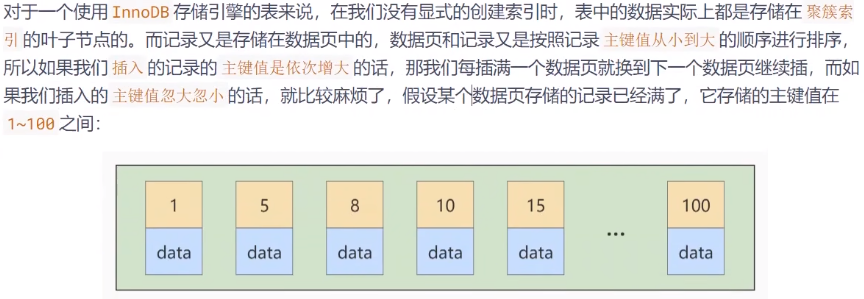 对于一个使用 InnoDB 存储引擎的表来说，在我们没有显式的创建索引时，表中的数据实际上都是存储在 聚簇索
引 的叶子节点的。而记录又是存储在数据页中的，数据页和记录又是按照记录 主键值从小到大 的顺序进行排序，
所以如果我们 插入 的记录的 主键值是依次增大 的话，那我们每插满一个数据页就换到下一个数据页继续插，而如
果我们插入的 主键值忽大忽小 的话，就比较麻烦了，假设某个数据页存储的记录已经满了，它存储的主键值在
1~100 之间：
1 5 8 10 15 ... 100
data data data data data data